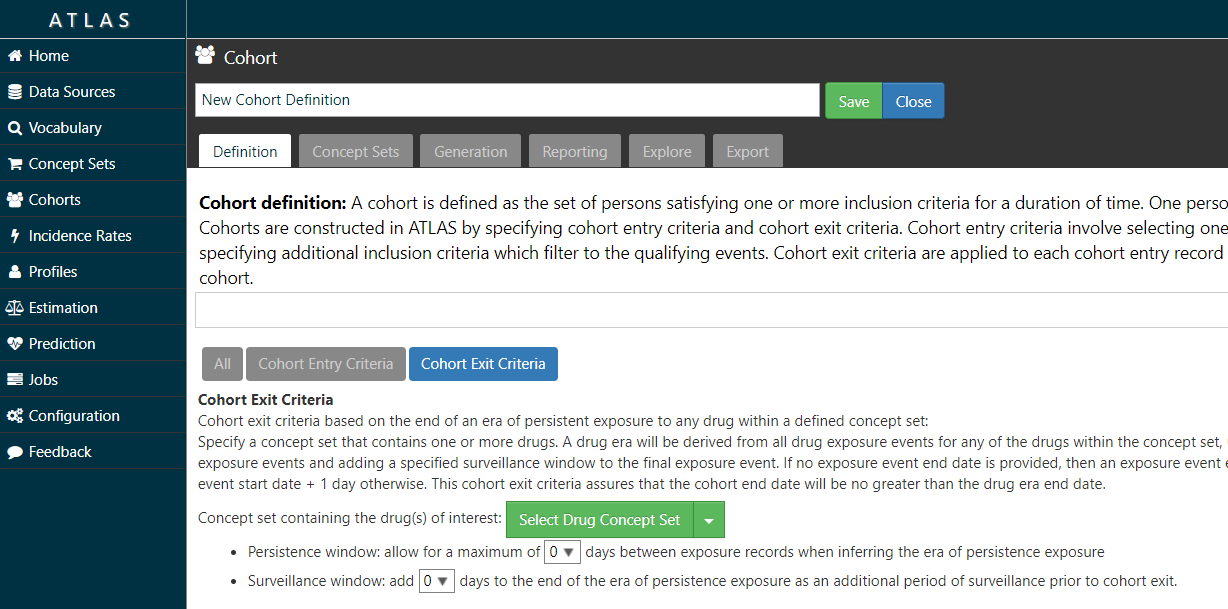 ATLAS
Home
Data Sources
Vocabulary
Concept Sets
Cohorts
Incidence Rates
Profiles
Estimation
Prediction
Jobs
Configuration
Feedback
Cohort
New Cohort Definition
Save Close
Definition Concept Sets Generation Reporting Explore Export
Cohort definition: A cohort is defined as the set of persons satisfying one or more inclusion criteria for a duration of time. One perso
Cohorts are constructed in ATLAS by specifying cohort entry criteria and cohort exit criteria. Cohort entry criteria involve selecting one
specifying additional inclusion criteria which filter to the qualifying events. Cohort exit criteria are applied to each cohort entry record
cohort.
All Cohort Entry Criteria Cohort Exit Criteria
Cohort Exit Criteria
Cohort exit criteria based on the end of an era of persistent exposure to any drug within a defined concept set:
Specify a concept set that contains one or more drugs. A drug era will be derived from all drug exposure events for any of the drugs within the concept set,
exposure events and adding a specified surveillance window to the final exposure event. If no exposure event end date is provided, then an exposure event e
event start date + 1 day otherwise. This cohort exit criteria assures that the cohort end date will be no greater than the drug era end date.
Concept set containing the drug(s) of interest: Select Drug Concept Set
• Persistence window: allow for a maximum of 0 days between exposure records when inferring the era of persistence exposure
• Surveillance window: add 0 days to the end of the era of persistence exposure as an additional period of surveillance prior to cohort exit.